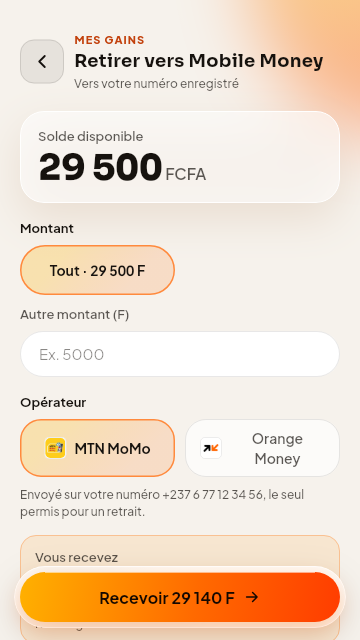 MES GAINS
Retirer vers Mobile Money
Vers votre numéro enregistré
Solde disponible
29 500 FCFA
Montant
Tout · 29 500 F
Autre montant (F)
Ex. 5000
Opérateur
MTN MoMo
Orange
Money
Envoyé sur votre numéro +237 6 77 12 34 56, le seul
permis pour un retrait.
Vous recevez
Recevoir 29 140 F →